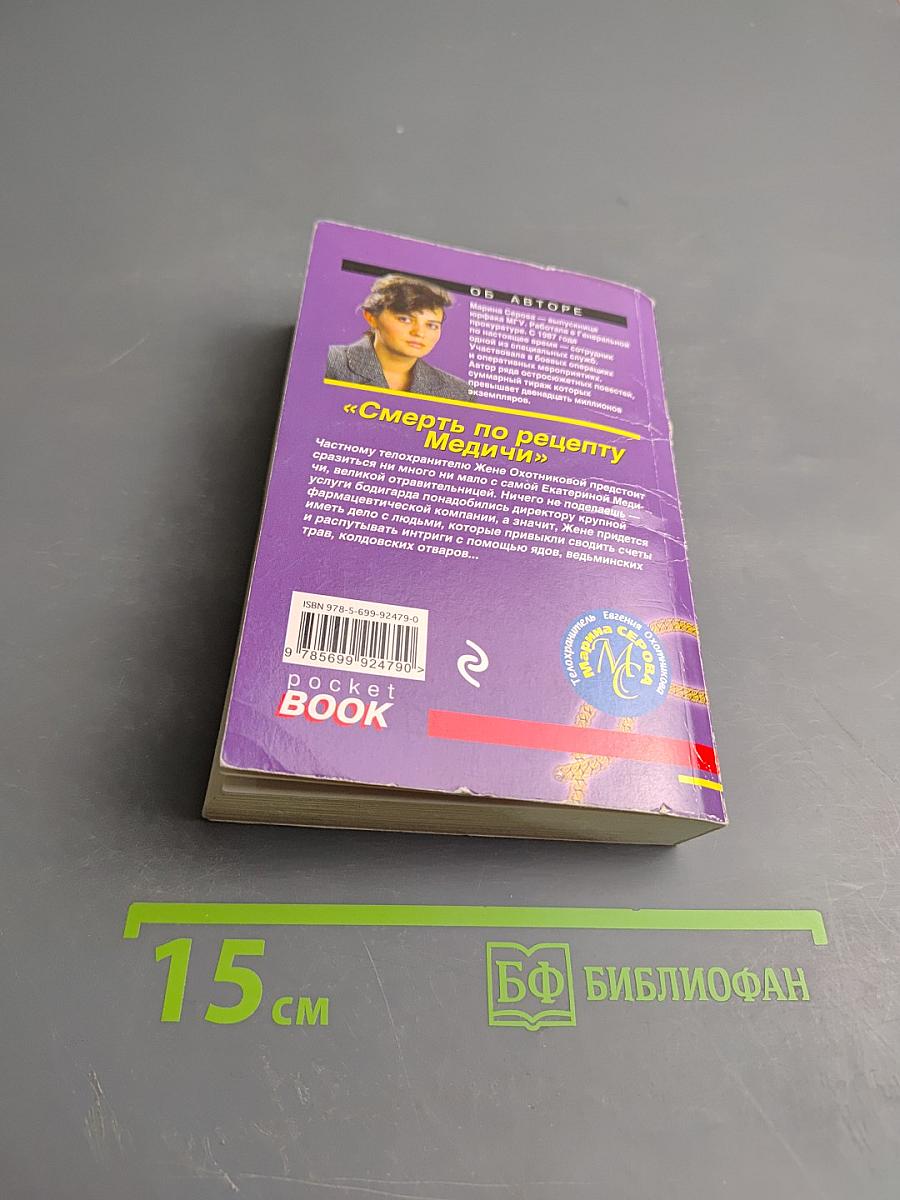 ОБ АВТОРЕ
Марина Серова — выпускница
юрфака МГУ. Работала в Генеральной
прокуратуре. С 1987 года
по настоящее время — сотрудник
одной из специальных служб.
Участвовала в боевых операциях
и оперативных мероприятиях.
Автор ряда остросюжетных повестей,
суммарный тираж которых
превышает двенадцать миллионов
экземпляров.
«Смерть по рецепту
Медичи»
Частному телохранителю Жене Охотниковой предстоит
сразиться ни много ни мало с самой Екатериной Меди-
чи, великой отравительницей. Ничего не поделаешь —
услуги бодигарда понадобились директору крупной
фармацевтической компании, а значит, Жене придется
иметь дело с людьми, которые привыкли сводить счеты
и распутывать интриги с помощью ядов, ведьминских
трав, колдовских отваров...
ISBN 978-5-699-92479-0
9 785699 924790 >
pocket
BOOK
Телохранитель Евгения Охотникова
Марина СЕРОВА
МС
15 см
БФ БИБЛИОФАН